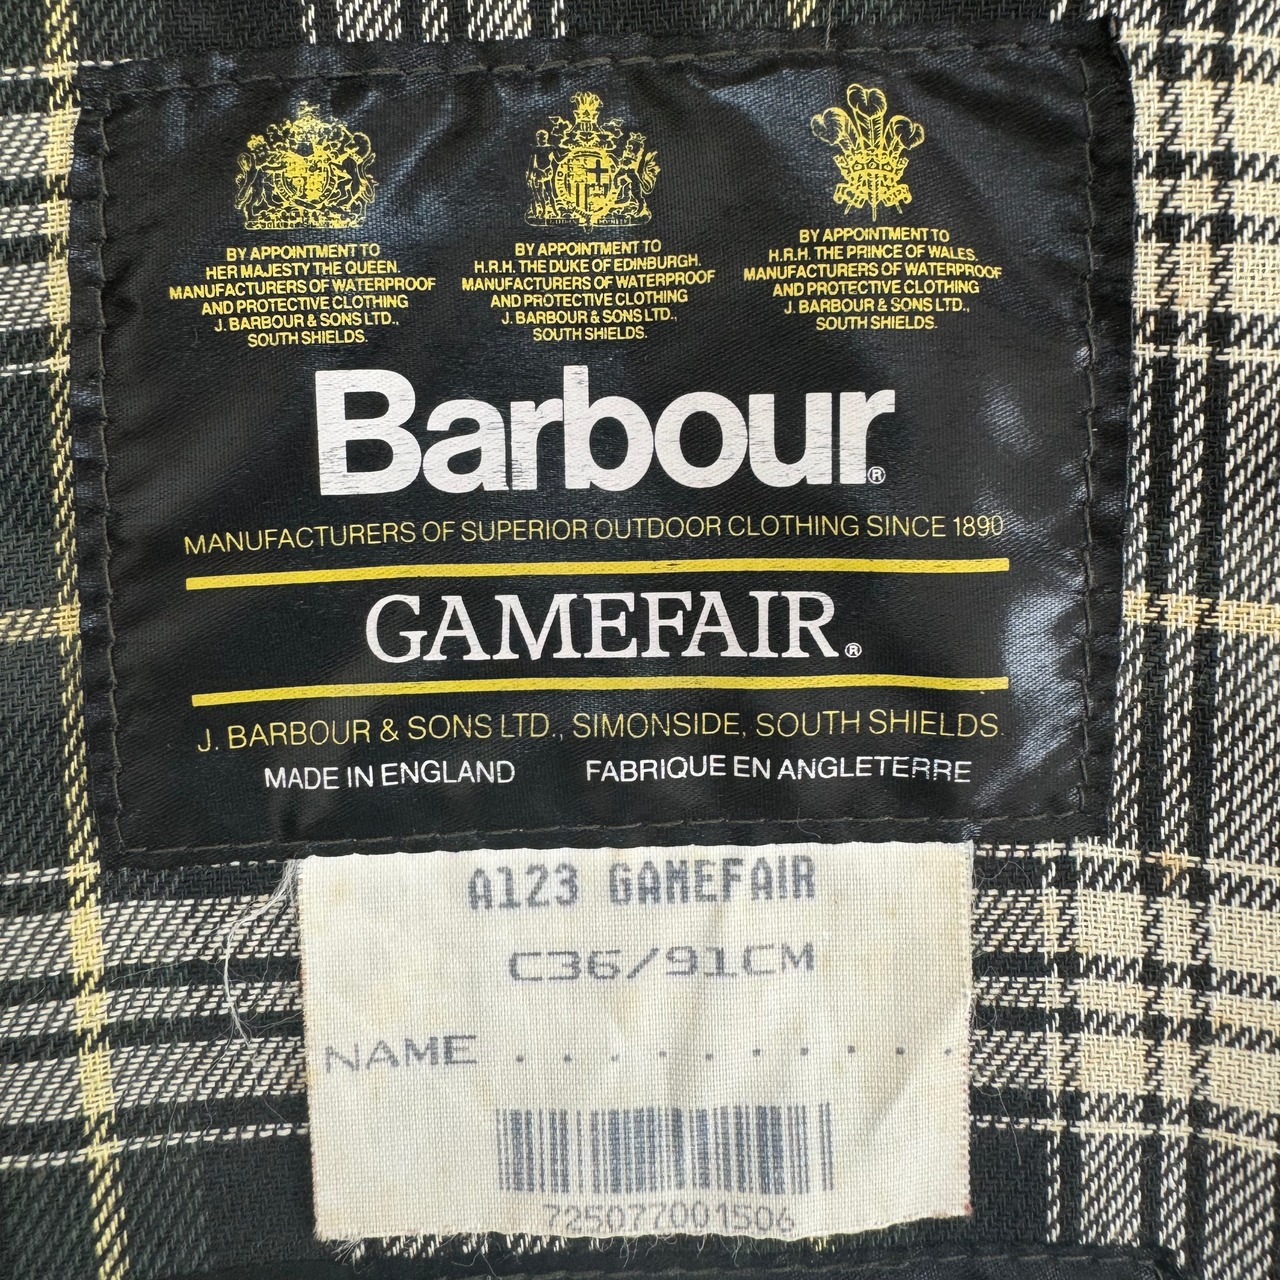 BY APPOINTMENT TO
HER MAJESTY THE QUEEN.
MANUFACTURERS OF WATERPROOF
AND PROTECTIVE CLOTHING
J. BARBOUR & SONS LTD.,
SOUTH SHIELDS.
BY APPOINTMENT TO
H.R.H. THE DUKE OF EDINBURGH.
MANUFACTURERS OF WATERPROOF
AND PROTECTIVE CLOTHING
J. BARBOUR & SONS LTD.,
SOUTH SHIELDS.
BY APPOINTMENT TO
H.R.H. THE PRINCE OF WALES.
MANUFACTURERS OF WATERPROOF
AND PROTECTIVE CLOTHING
J. BARBOUR & SONS LTD.,
SOUTH SHIELDS.
Barbour®
MANUFACTURERS OF SUPERIOR OUTDOOR CLOTHING SINCE 1890
GAMEFAIR®
J. BARBOUR & SONS LTD., SIMONSIDE, SOUTH SHIELDS.
MADE IN ENGLAND FABRIQUE EN ANGLETERRE
A123 GAMEFAIR
C36/91CM
NAME . . . . . . . . . . .
725077001506